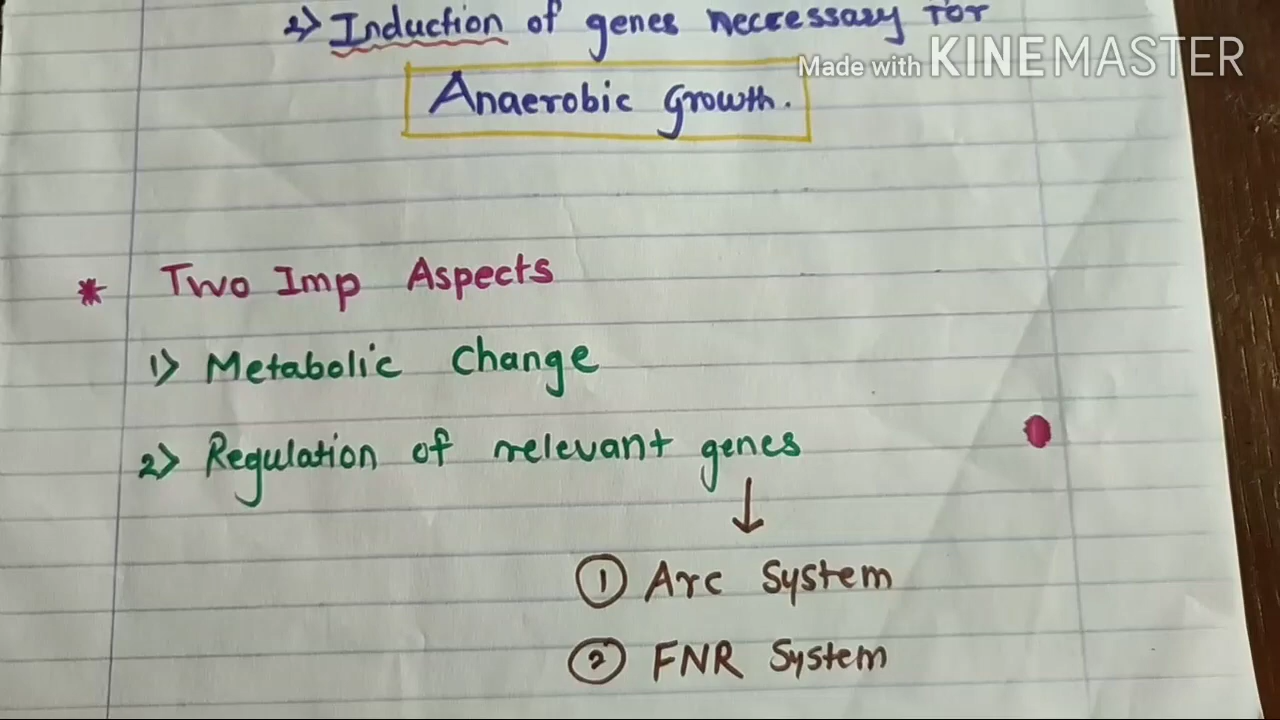 2) Induction of genes neccessary for
Made with KINEMASTER
Anaerobic Growth.
* Two Imp Aspects
1) Metabolic Change
2) Regulation of relevant genes
↓
① Arc System
② FNR System